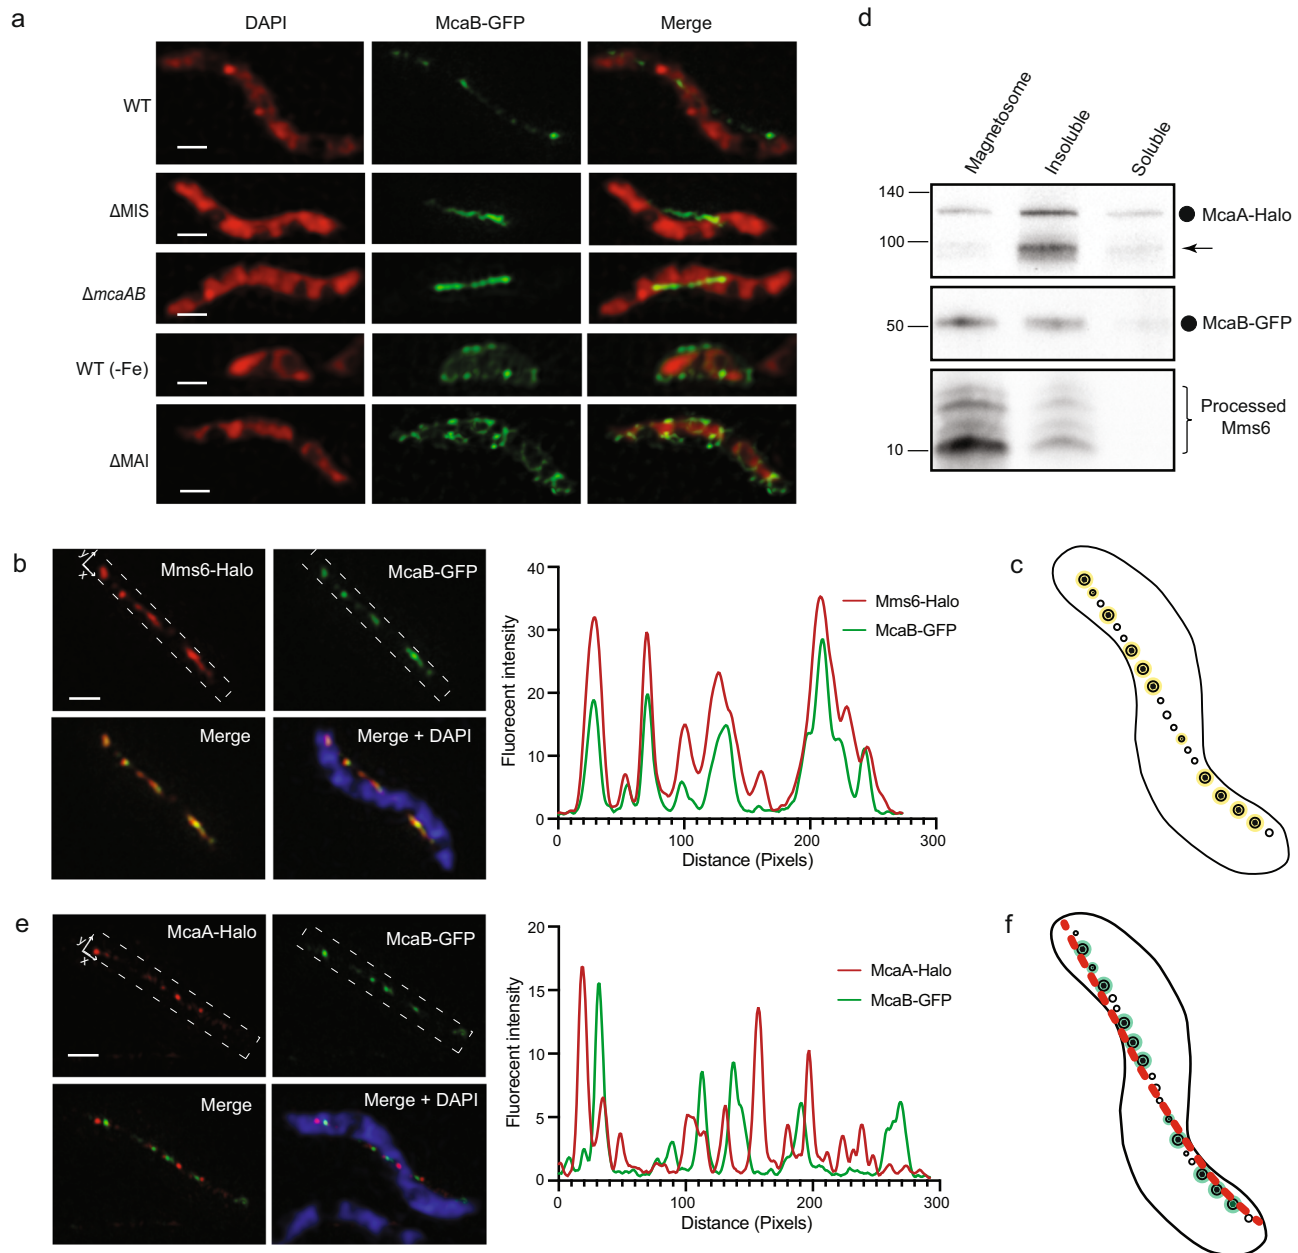 a
DAPI
McaB-GFP
Merge
WT
ΔMIS
ΔmcaAB
WT (-Fe)
ΔMAI
d
Magnetosome
Insoluble
Soluble
140
100
McaA-Halo
50
McaB-GFP
10
Processed
Mms6
b
y
x
Mms6-Halo
McaB-GFP
Merge
Merge + DAPI
Fluorecent intensity
40
30
20
10
0
0
100
200
300
Distance (Pixels)
Mms6-Halo
McaB-GFP
c
e
y
x
McaA-Halo
McaB-GFP
Merge
Merge + DAPI
Fluorecent intensity
20
15
10
5
0
0
100
200
300
Distance (Pixels)
McaA-Halo
McaB-GFP
f